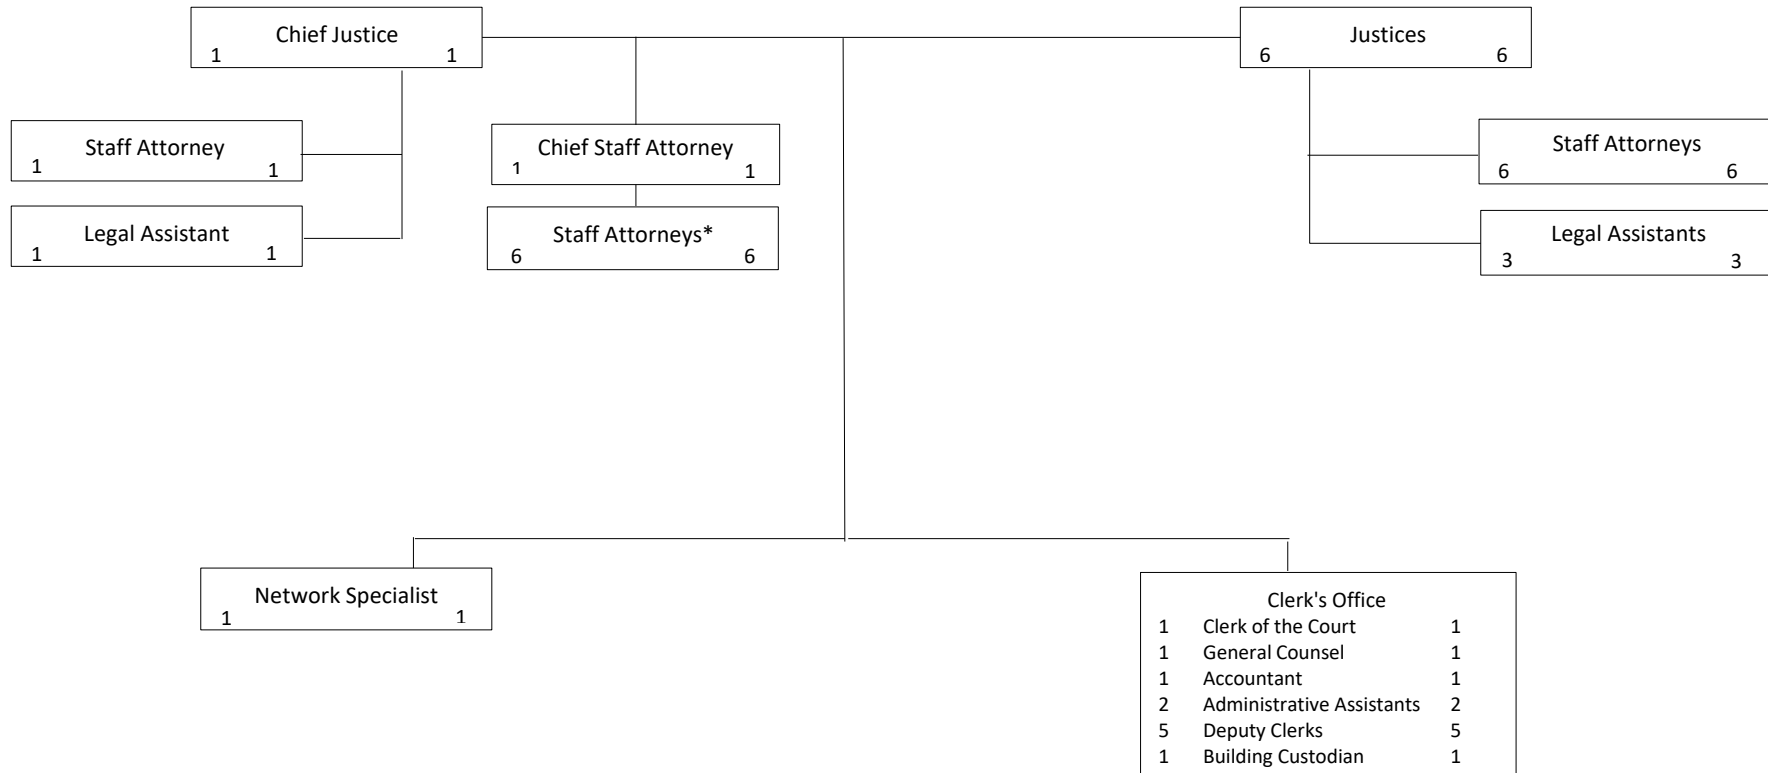 Chief Justice
1 1
Justices
6 6
Staff Attorney
1 1
Chief Staff Attorney
1 1
Staff Attorneys
6 6
Legal Assistant
1 1
Staff Attorneys*
6 6
Legal Assistants
3 3
Network Specialist
1 1
Clerk's Office
1 Clerk of the Court 1
1 General Counsel 1
1 Accountant 1
2 Administrative Assistants 2
5 Deputy Clerks 5
1 Building Custodian 1